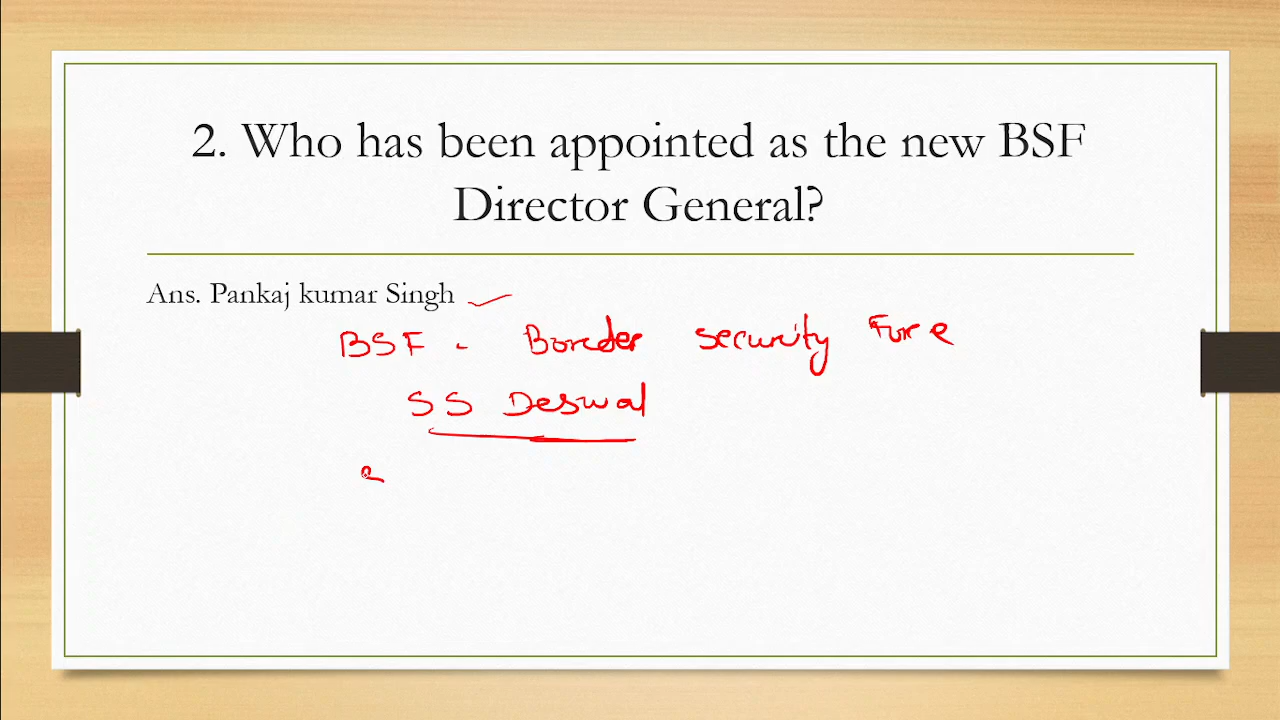 2. Who has been appointed as the new BSF
Director General?
Ans. Pankaj kumar Singh
BSF - Border security Force
SS Deswal